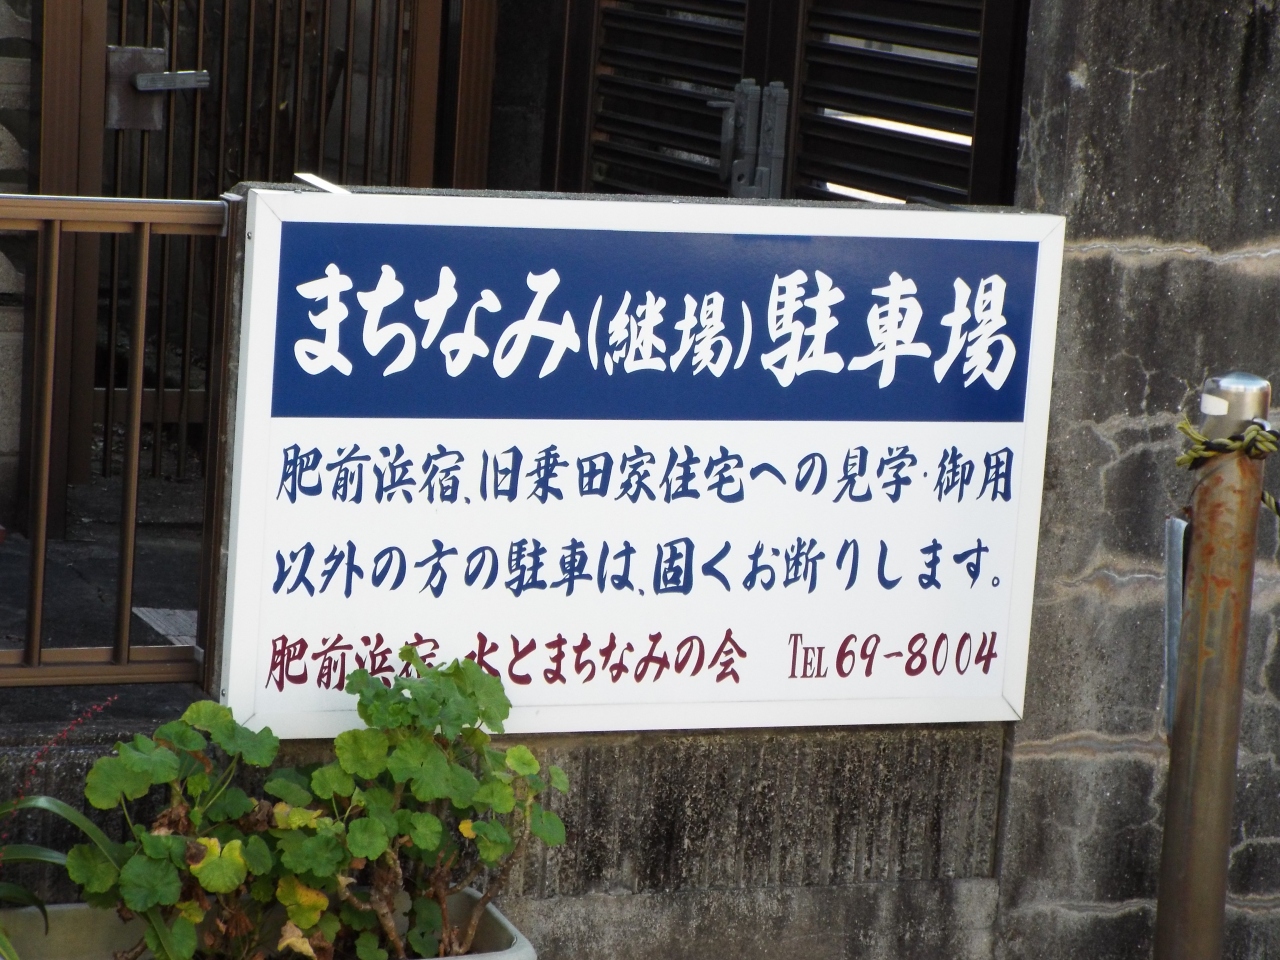 まちなみ(継場)駐車場
肥前浜宿、旧乗田家住宅への見学・御用
以外の方の駐車は、固くお断りします。
肥前浜宿 水とまちなみの会 TEL 69-8004